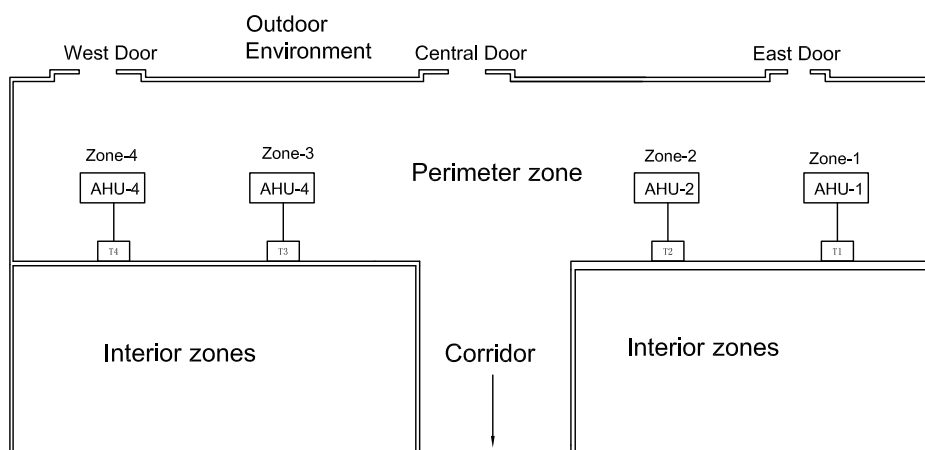 Outdoor
Environment
West Door
Central Door
East Door
Zone-4
Zone-3
Zone-2
Zone-1
Perimeter zone
AHU-4
AHU-4
AHU-2
AHU-1
T4
T3
T2
T1
Interior zones
Corridor
Interior zones